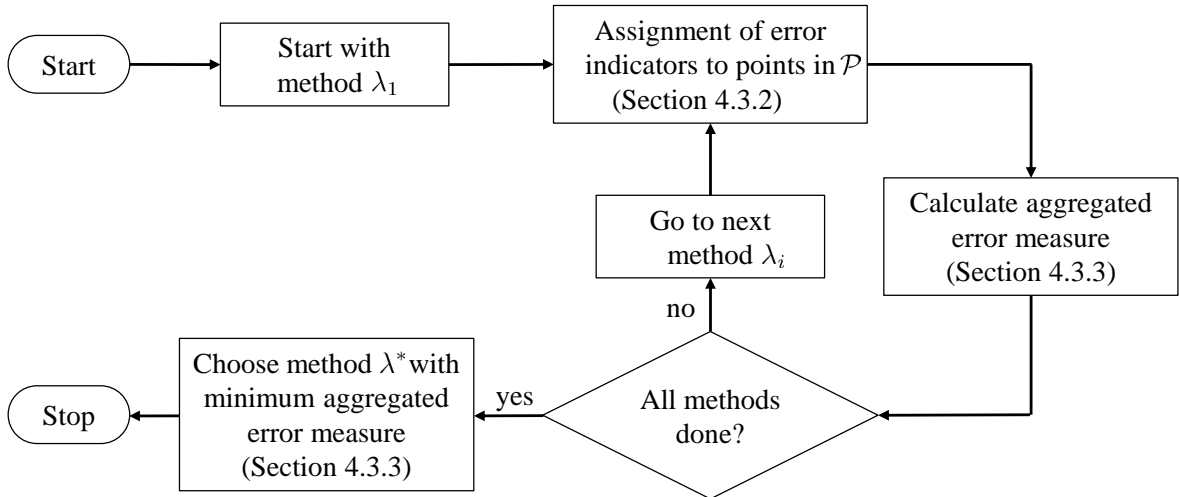 Start
Start with
method λ₁
Assignment of error
indicators to points in 𝒫
(Section 4.3.2)
Calculate aggregated
error measure
(Section 4.3.3)
Go to next
method λᵢ
no
All methods
done?
yes
Choose method λ* with
minimum aggregated
error measure
(Section 4.3.3)
Stop